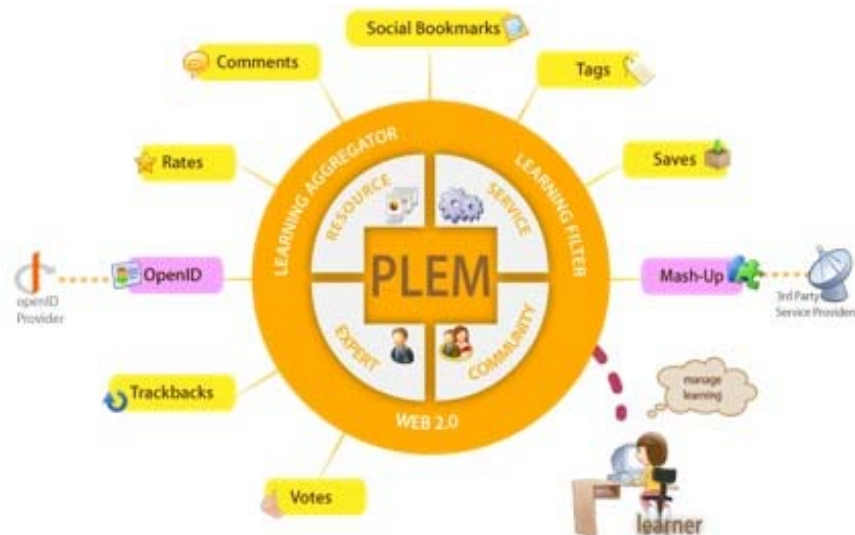 Social Bookmarks
Comments
Tags
Rates
Saves
LEARNING AGGREGATOR
LEARNING FILTER
RESOURCE
SERVICE
PLEM
EXPERT
COMMUNITY
WEB 2.0
openID
Provider
OpenID
Mash-Up
3rd Party
Service Providers
Trackbacks
Votes
manage
learning
learner